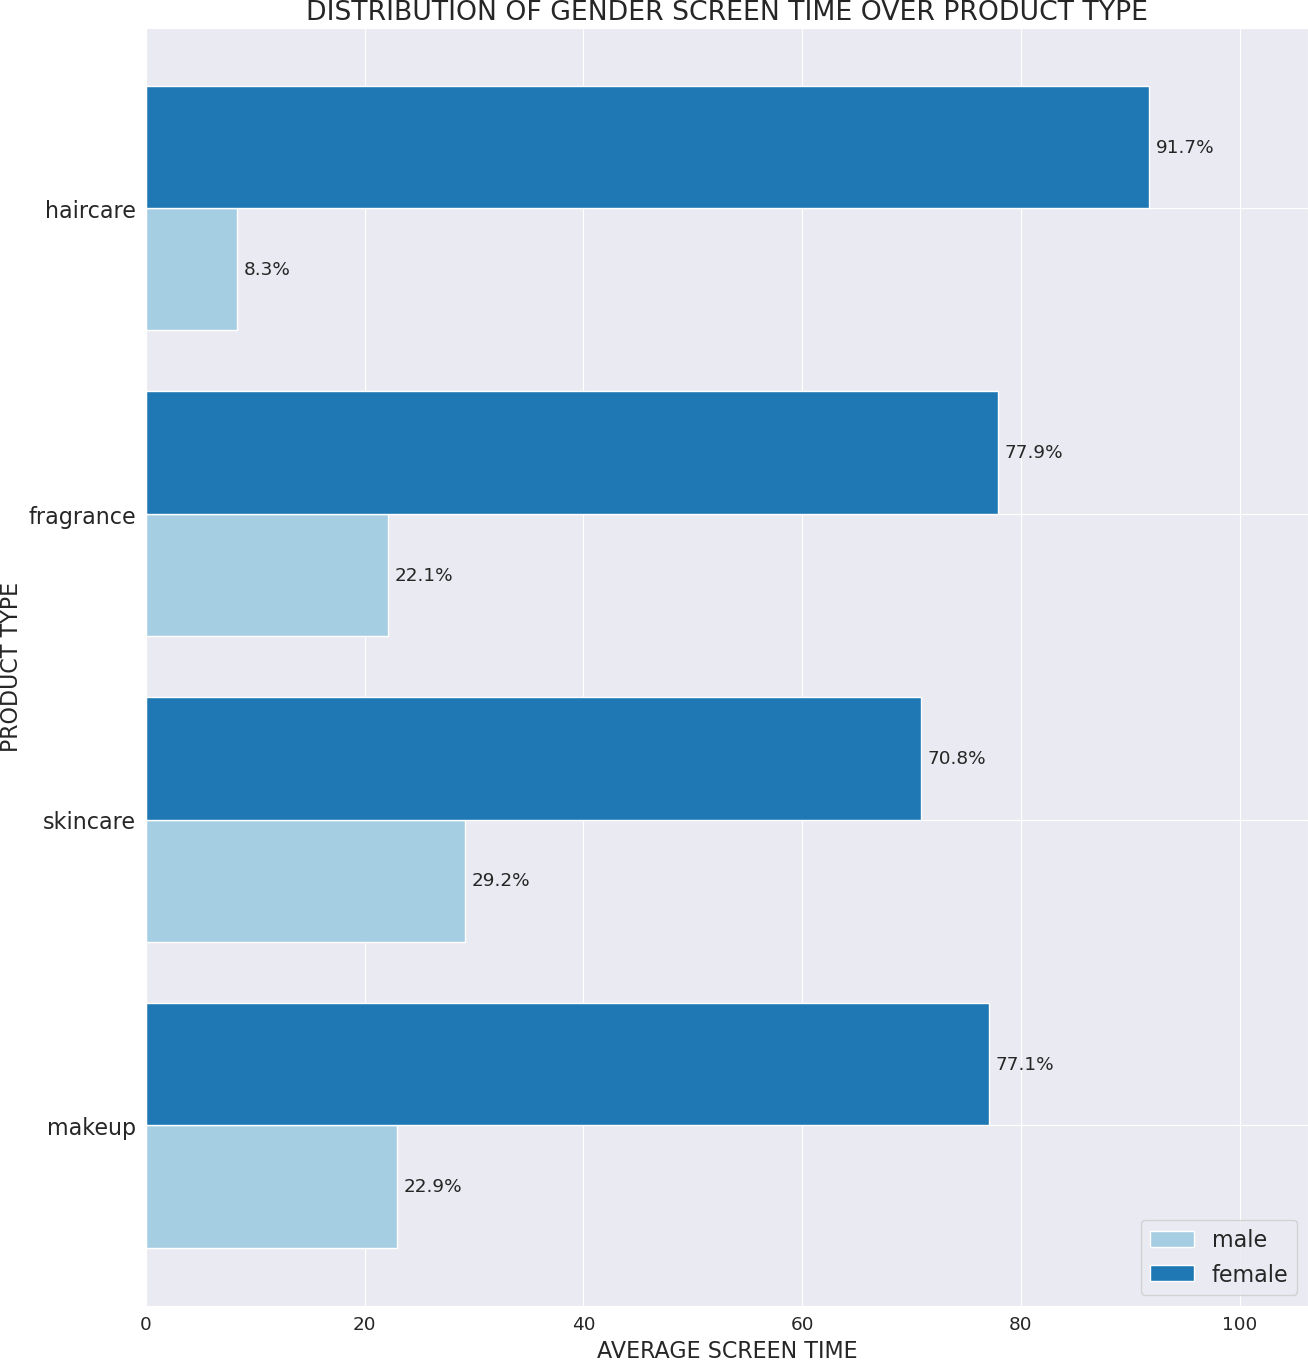 DISTRIBUTION OF GENDER SCREEN TIME OVER PRODUCT TYPE
91.7%
haircare
8.3%
77.9%
fragrance
22.1%
PRODUCT TYPE
70.8%
skincare
29.2%
77.1%
makeup
22.9%
male
female
0 20 40 60 80 100
AVERAGE SCREEN TIME